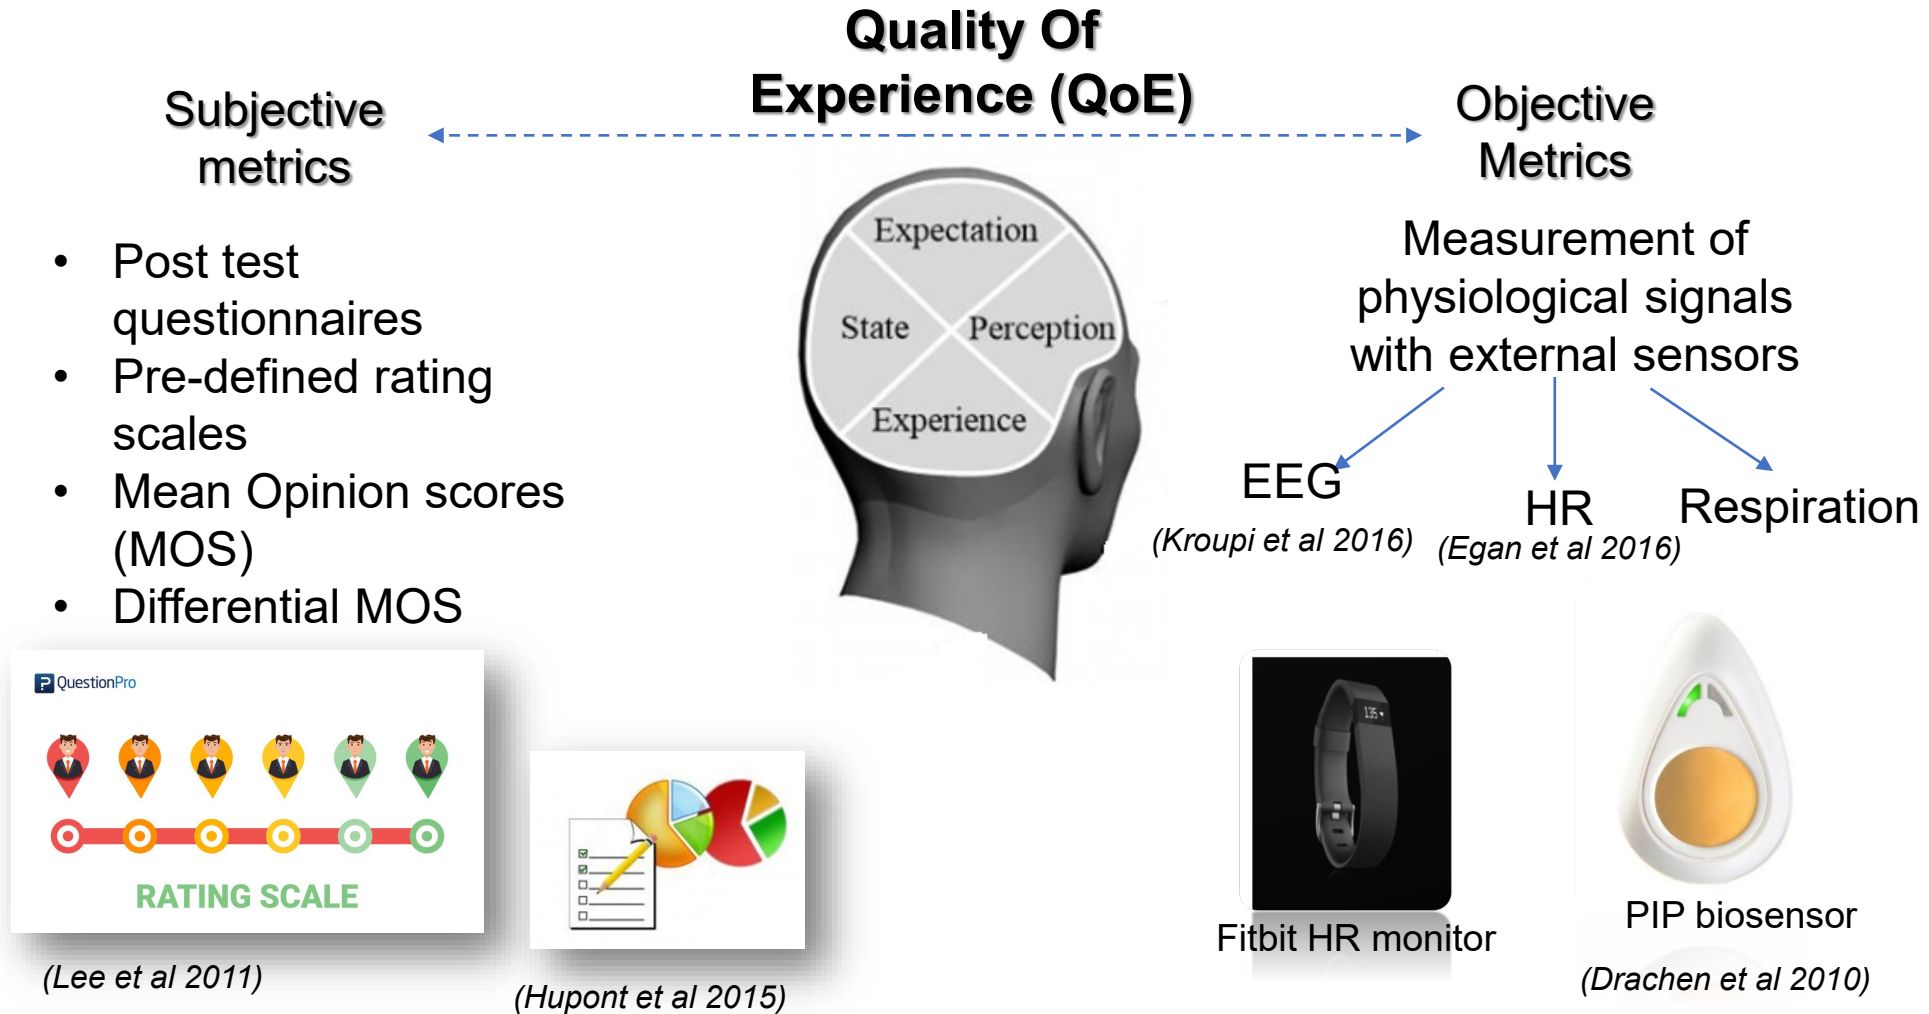 Quality Of
Experience (QoE)
Subjective
metrics
• Post test
questionnaires
• Pre-defined rating
scales
• Mean Opinion scores
(MOS)
• Differential MOS
QuestionPro
RATING SCALE
(Lee et al 2011)
(Hupont et al 2015)
Expectation
State
Perception
Experience
Objective
Metrics
Measurement of
physiological signals
with external sensors
EEG
(Kroupi et al 2016)
HR
(Egan et al 2016)
Respiration
135
Fitbit HR monitor
PIP biosensor
(Drachen et al 2010)